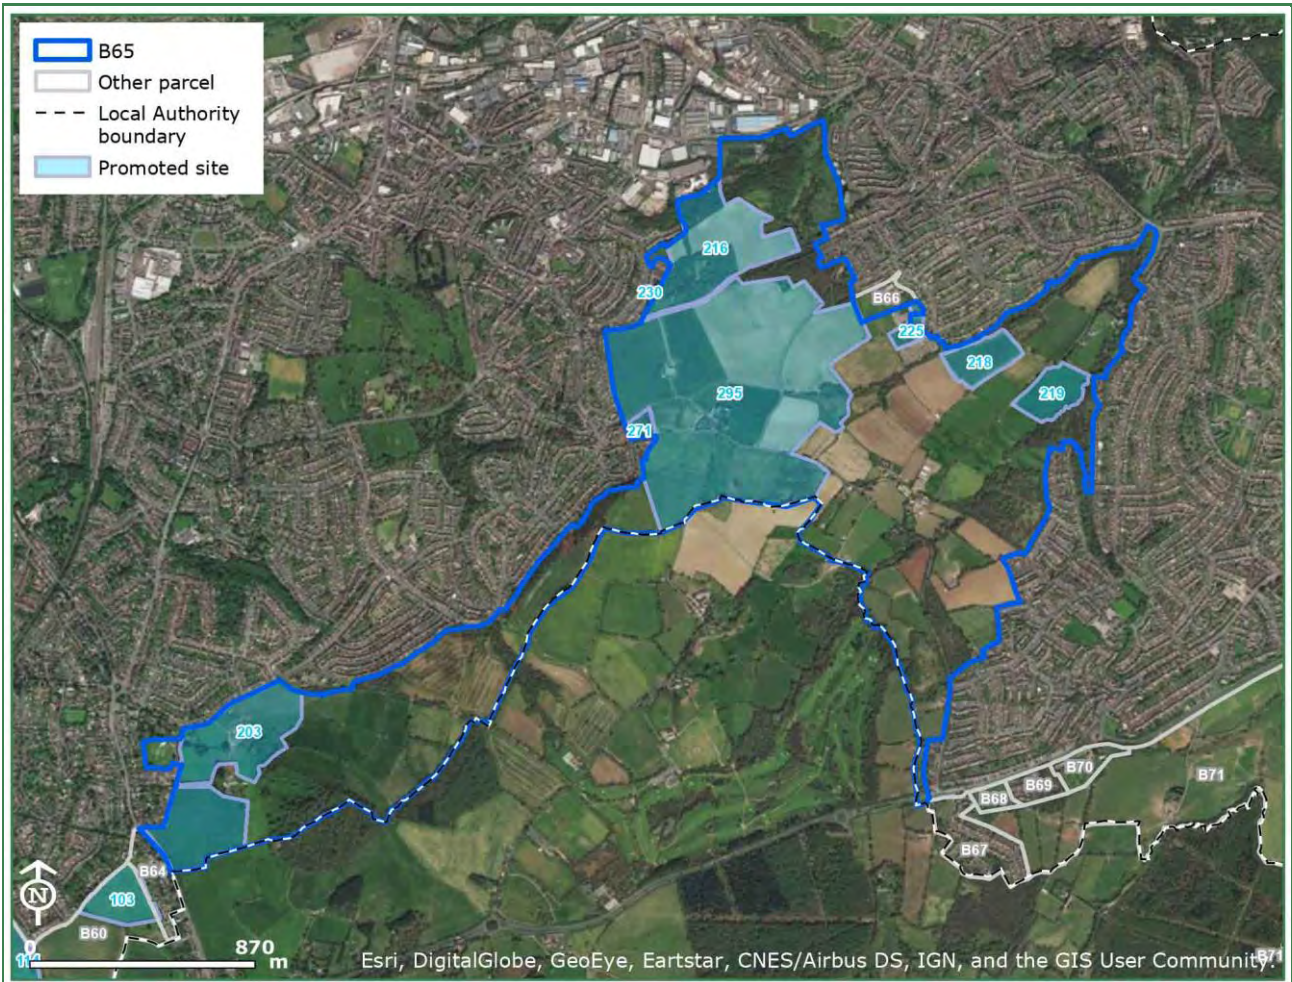 B65
Other parcel
Local Authority
boundary
Promoted site
216
230
B66
225
218
219
295
271
203
B64
103
B60
B70
B71
B69
B68
B67
N
0
870
m
Esri, DigitalGlobe, GeoEye, Eartstar, CNES/Airbus DS, IGN, and the GIS User Community.
B71